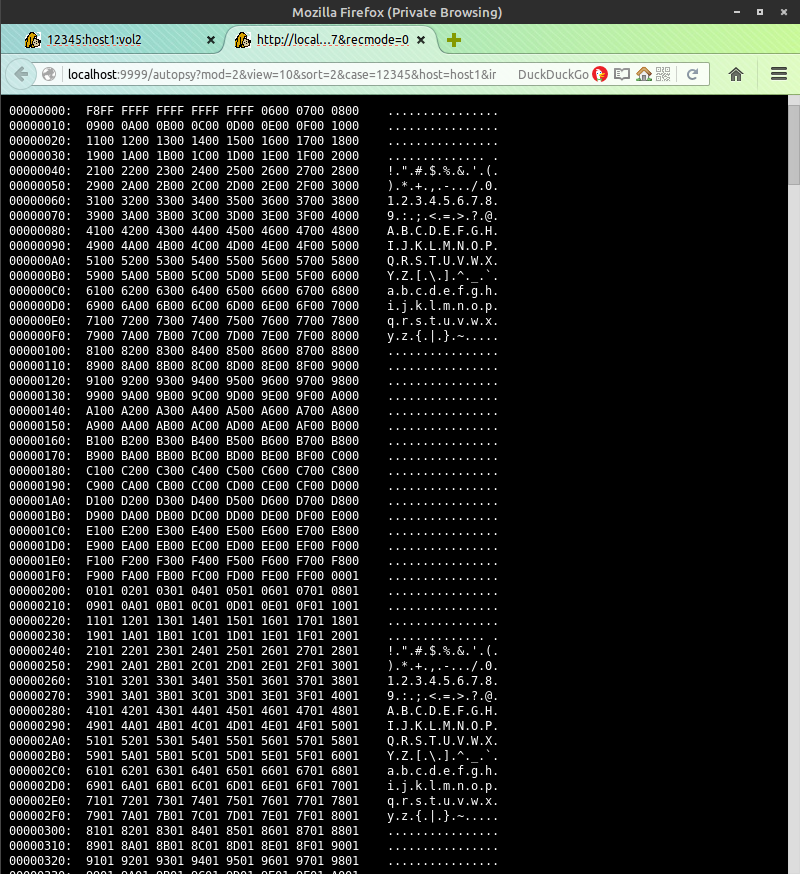 Mozilla Firefox (Private Browsing)
12345:host1:vol2
http://local...7&recmode=0
localhost:9999/autopsy?mod=2&view=10&sort=2&case=12345&host=host1&ir DuckDuckGo
00000000: F8FF FFFF FFFF FFFF FFFF 0600 0700 0800 ................
00000010: 0900 0A00 0B00 0C00 0D00 0E00 0F00 1000 ................
00000020: 1100 1200 1300 1400 1500 1600 1700 1800 ................
00000030: 1900 1A00 1B00 1C00 1D00 1E00 1F00 2000 .............. .
00000040: 2100 2200 2300 2400 2500 2600 2700 2800 !.".#.$.%.&.'.(.
00000050: 2900 2A00 2B00 2C00 2D00 2E00 2F00 3000 ).*.+.,.-.../.0.
00000060: 3100 3200 3300 3400 3500 3600 3700 3800 1.2.3.4.5.6.7.8.
00000070: 3900 3A00 3B00 3C00 3D00 3E00 3F00 4000 9.:.;.<.=.>.?.@.
00000080: 4100 4200 4300 4400 4500 4600 4700 4800 A.B.C.D.E.F.G.H.
00000090: 4900 4A00 4B00 4C00 4D00 4E00 4F00 5000 I.J.K.L.M.N.O.P.
000000A0: 5100 5200 5300 5400 5500 5600 5700 5800 Q.R.S.T.U.V.W.X.
000000B0: 5900 5A00 5B00 5C00 5D00 5E00 5F00 6000 Y.Z.[.\.].^._.`.
000000C0: 6100 6200 6300 6400 6500 6600 6700 6800 a.b.c.d.e.f.g.h.
000000D0: 6900 6A00 6B00 6C00 6D00 6E00 6F00 7000 i.j.k.l.m.n.o.p.
000000E0: 7100 7200 7300 7400 7500 7600 7700 7800 q.r.s.t.u.v.w.x.
000000F0: 7900 7A00 7B00 7C00 7D00 7E00 7F00 8000 y.z.{.|.}.~.....
00000100: 8100 8200 8300 8400 8500 8600 8700 8800 ................
00000110: 8900 8A00 8B00 8C00 8D00 8E00 8F00 9000 ................
00000120: 9100 9200 9300 9400 9500 9600 9700 9800 ................
00000130: 9900 9A00 9B00 9C00 9D00 9E00 9F00 A000 ................
00000140: A100 A200 A300 A400 A500 A600 A700 A800 ................
00000150: A900 AA00 AB00 AC00 AD00 AE00 AF00 B000 ................
00000160: B100 B200 B300 B400 B500 B600 B700 B800 ................
00000170: B900 BA00 BB00 BC00 BD00 BE00 BF00 C000 ................
00000180: C100 C200 C300 C400 C500 C600 C700 C800 ................
00000190: C900 CA00 CB00 CC00 CD00 CE00 CF00 D000 ................
000001A0: D100 D200 D300 D400 D500 D600 D700 D800 ................
000001B0: D900 DA00 DB00 DC00 DD00 DE00 DF00 E000 ................
000001C0: E100 E200 E300 E400 E500 E600 E700 E800 ................
000001D0: E900 EA00 EB00 EC00 ED00 EE00 EF00 F000 ................
000001E0: F100 F200 F300 F400 F500 F600 F700 F800 ................
000001F0: F900 FA00 FB00 FC00 FD00 FE00 FF00 0001 ................
00000200: 0101 0201 0301 0401 0501 0601 0701 0801 ................
00000210: 0901 0A01 0B01 0C01 0D01 0E01 0F01 1001 ................
00000220: 1101 1201 1301 1401 1501 1601 1701 1801 ................
00000230: 1901 1A01 1B01 1C01 1D01 1E01 1F01 2001 .............. .
00000240: 2101 2201 2301 2401 2501 2601 2701 2801 !.".#.$.%.&.'.(.
00000250: 2901 2A01 2B01 2C01 2D01 2E01 2F01 3001 ).*.+.,.-.../.0.
00000260: 3101 3201 3301 3401 3501 3601 3701 3801 1.2.3.4.5.6.7.8.
00000270: 3901 3A01 3B01 3C01 3D01 3E01 3F01 4001 9.:.;.<.=.>.?.@.
00000280: 4101 4201 4301 4401 4501 4601 4701 4801 A.B.C.D.E.F.G.H.
00000290: 4901 4A01 4B01 4C01 4D01 4E01 4F01 5001 I.J.K.L.M.N.O.P.
000002A0: 5101 5201 5301 5401 5501 5601 5701 5801 Q.R.S.T.U.V.W.X.
000002B0: 5901 5A01 5B01 5C01 5D01 5E01 5F01 6001 Y.Z.[.\.].^._.`.
000002C0: 6101 6201 6301 6401 6501 6601 6701 6801 a.b.c.d.e.f.g.h.
000002D0: 6901 6A01 6B01 6C01 6D01 6E01 6F01 7001 i.j.k.l.m.n.o.p.
000002E0: 7101 7201 7301 7401 7501 7601 7701 7801 q.r.s.t.u.v.w.x.
000002F0: 7901 7A01 7B01 7C01 7D01 7E01 7F01 8001 y.z.{.|.}.~.....
00000300: 8101 8201 8301 8401 8501 8601 8701 8801 ................
00000310: 8901 8A01 8B01 8C01 8D01 8E01 8F01 9001 ................
00000320: 9101 9201 9301 9401 9501 9601 9701 9801 ................